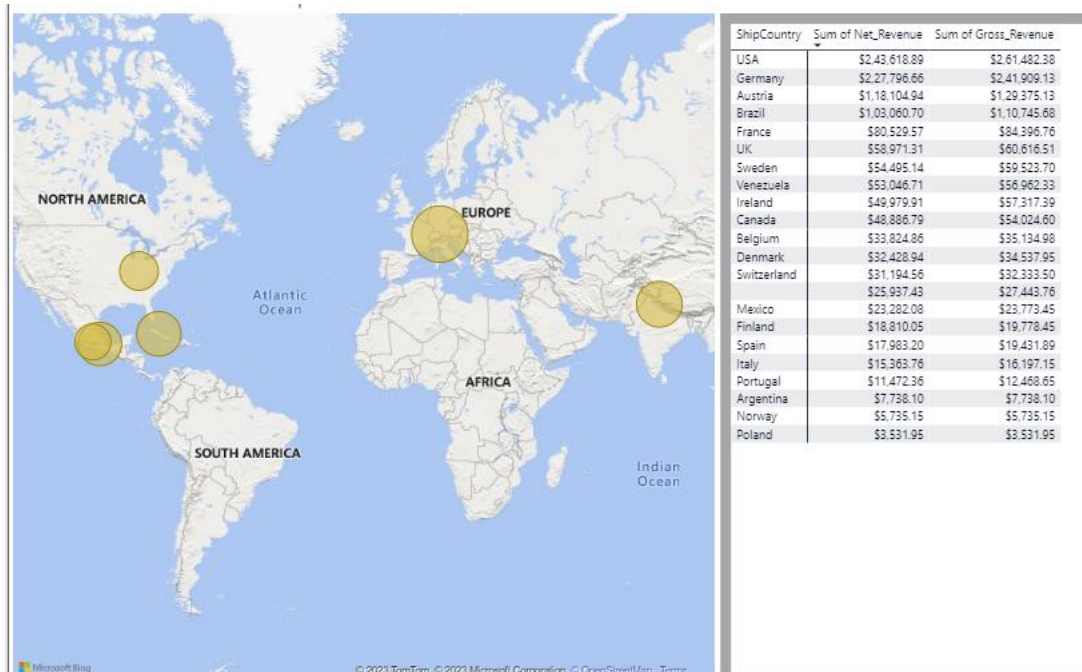 NORTH AMERICA
EUROPE
Atlantic
Ocean
AFRICA
SOUTH AMERICA
Indian
Ocean
Microsoft Bing
© 2023 TomTom, © 2023 Microsoft Corporation, © OpenStreetMap Terms
ShipCountry Sum of Net_Revenue Sum of Gross_Revenue
USA $2,43,618.89 $2,61,482.38
Germany $2,27,796.66 $2,41,909.13
Austria $1,18,104.94 $1,29,375.13
Brazil $1,03,060.70 $1,10,745.68
France $80,529.57 $84,396.76
UK $58,971.31 $60,616.51
Sweden $54,495.14 $59,523.70
Venezuela $53,046.71 $56,962.33
Ireland $49,979.91 $57,317.39
Canada $48,886.79 $54,024.60
Belgium $33,824.86 $35,134.98
Denmark $32,428.94 $34,537.95
Switzerland $31,194.56 $32,333.50
$25,937.43 $27,443.76
Mexico $23,282.08 $23,773.45
Finland $18,810.05 $19,778.45
Spain $17,983.20 $19,431.89
Italy $15,363.76 $16,197.15
Portugal $11,472.36 $12,468.65
Argentina $7,738.10 $7,738.10
Norway $5,735.15 $5,735.15
Poland $3,531.95 $3,531.95